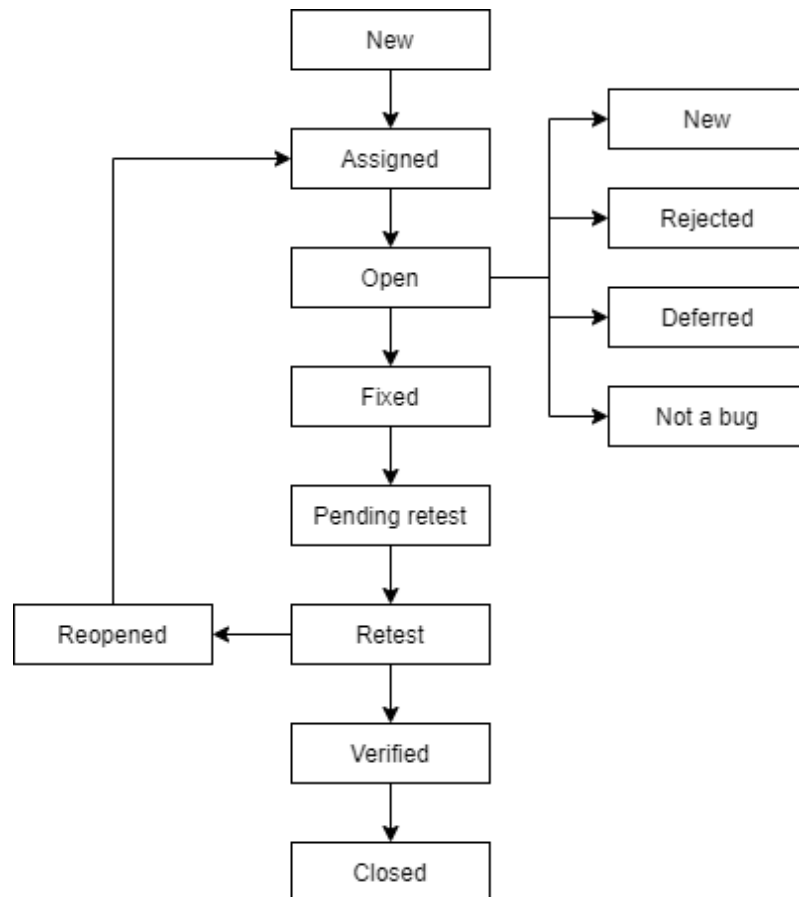 New
New
Assigned
Rejected
Open
Deferred
Fixed
Not a bug
Pending retest
Reopened
Retest
Verified
Closed